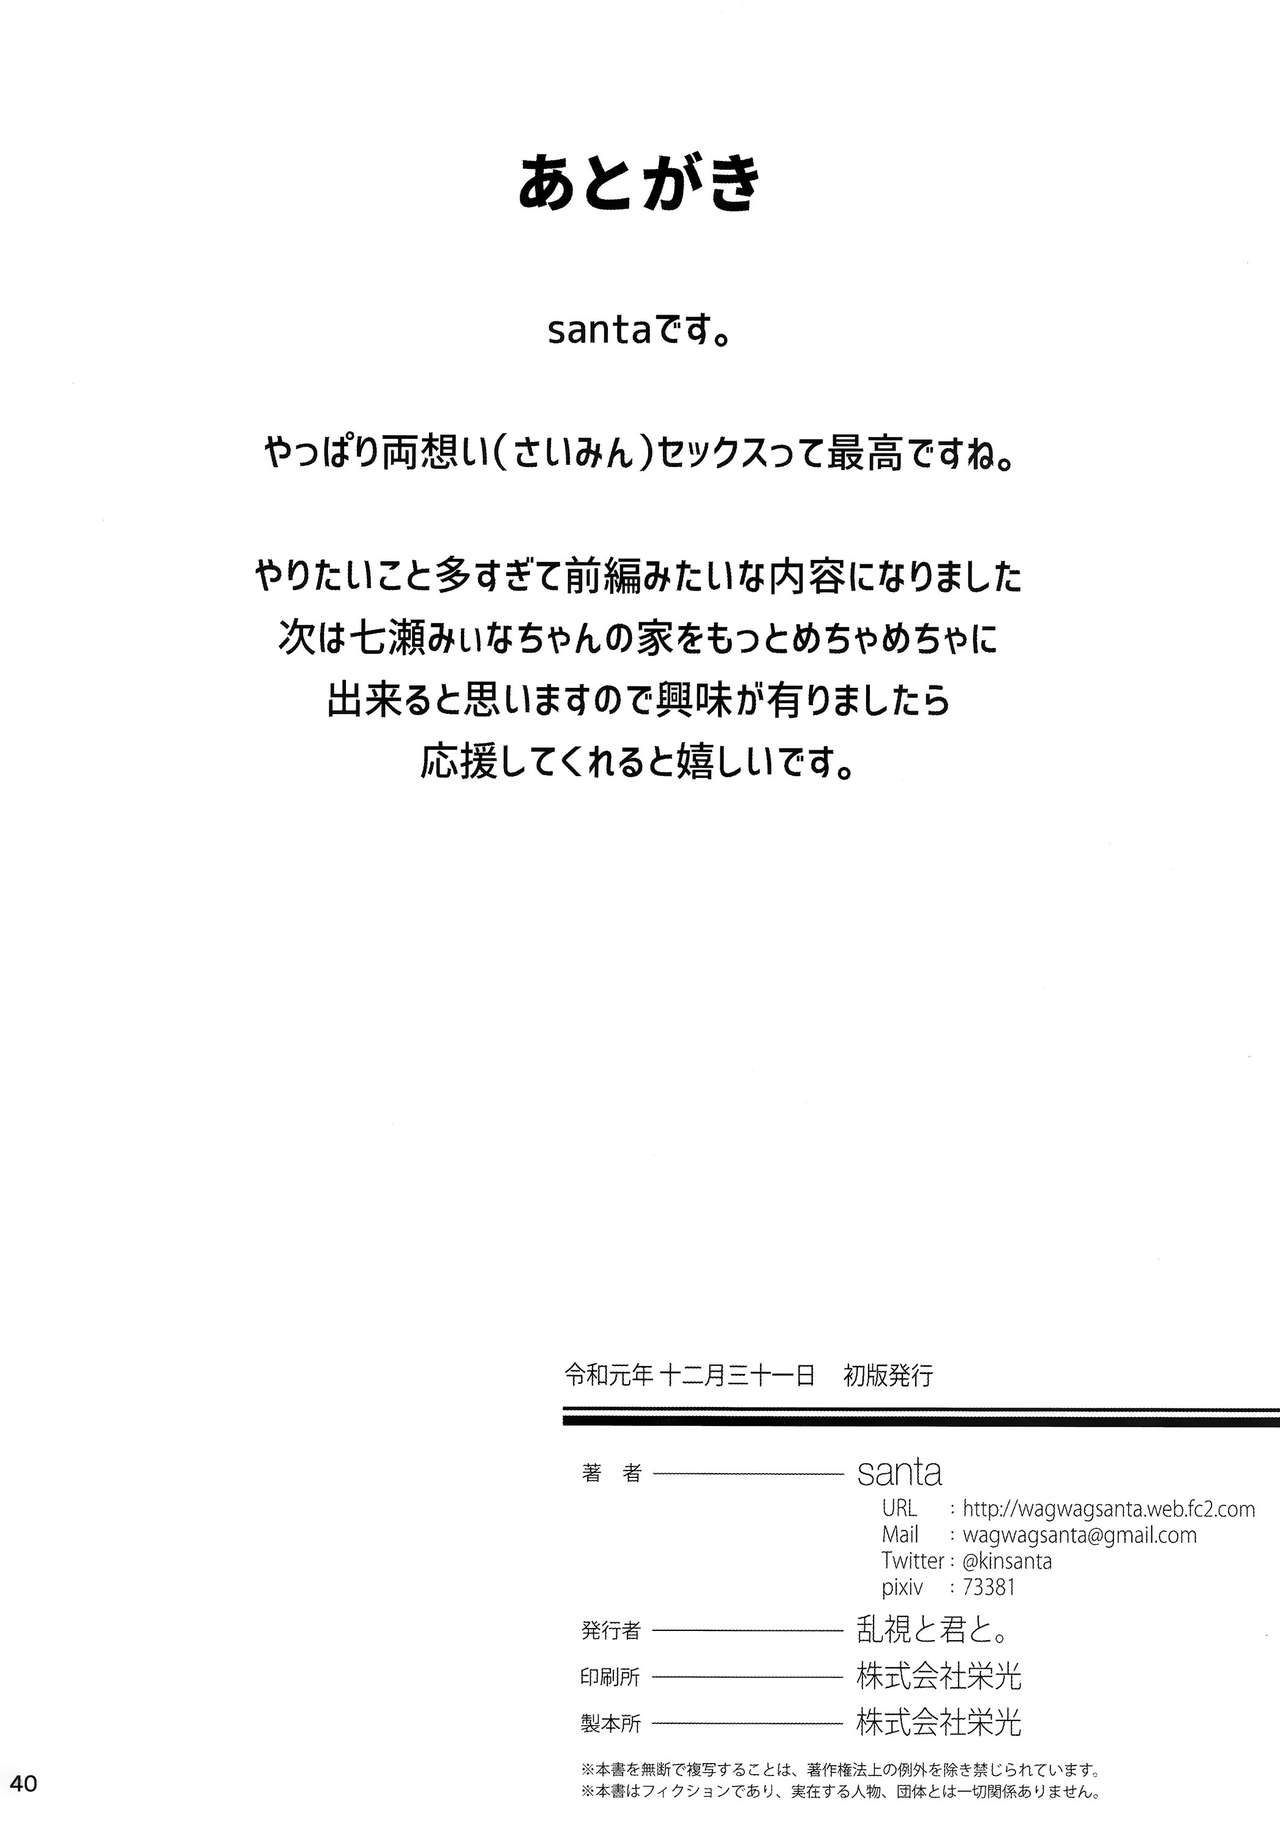 あとがき
santaです。
やっぱり両想い(さいみん)セックスって最高ですね。
やりたいこと多すぎて前編みたいな内容になりました
次は七瀬みぃなちゃんの家をもっとめちゃめちゃに
出来ると思いますので興味が有りましたら
応援してくれると嬉しいです。
令和元年 十二月三十一日　初版発行
著　者 santa
URL : http://wagwagsanta.web.fc2.com
Mail : wagwagsanta@gmail.com
Twitter : @kinsanta
pixiv : 73381
発行者 乱視と君と。
印刷所 株式会社栄光
製本所 株式会社栄光
※本書を無断で複写することは、著作権法上の例外を除き禁じられています。
※本書はフィクションであり、実在する人物、団体とは一切関係ありません。
40